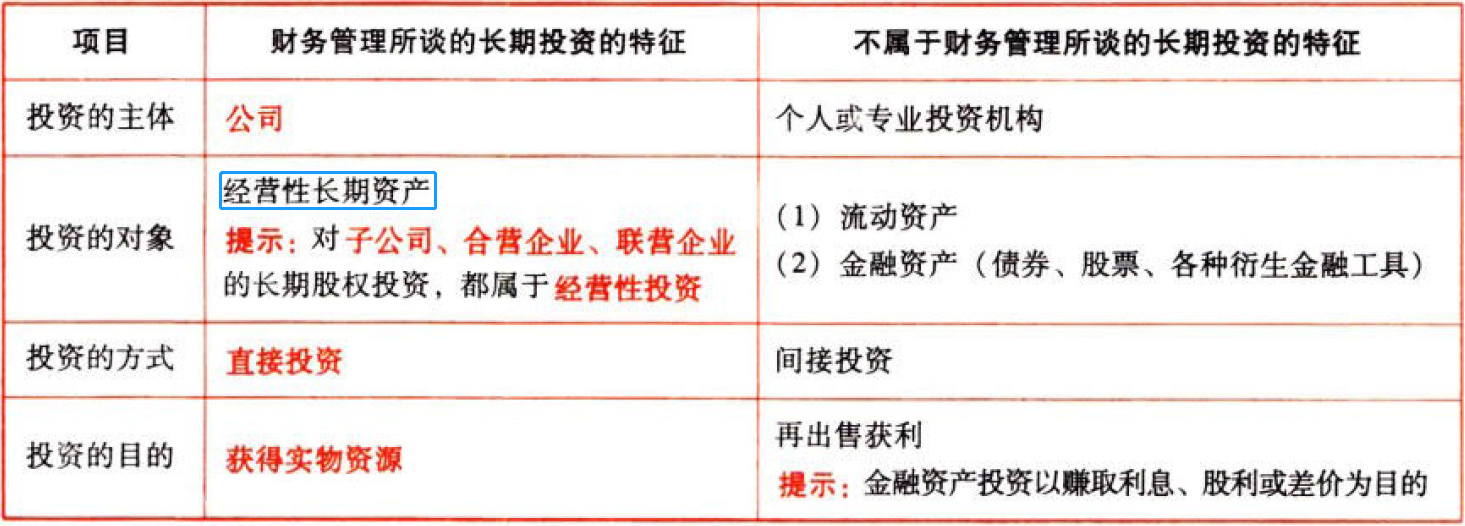 项目
财务管理所谈的长期投资的特征
不属于财务管理所谈的长期投资的特征
投资的主体
公司
个人或专业投资机构
投资的对象
经营性长期资产
提示：对子公司、合营企业、联营企业
的长期股权投资，都属于经营性投资
（1）流动资产
（2）金融资产（债券、股票、各种衍生金融工具）
投资的方式
直接投资
间接投资
投资的目的
获得实物资源
再出售获利
提示：金融资产投资以赚取利息、股利或差价为目的